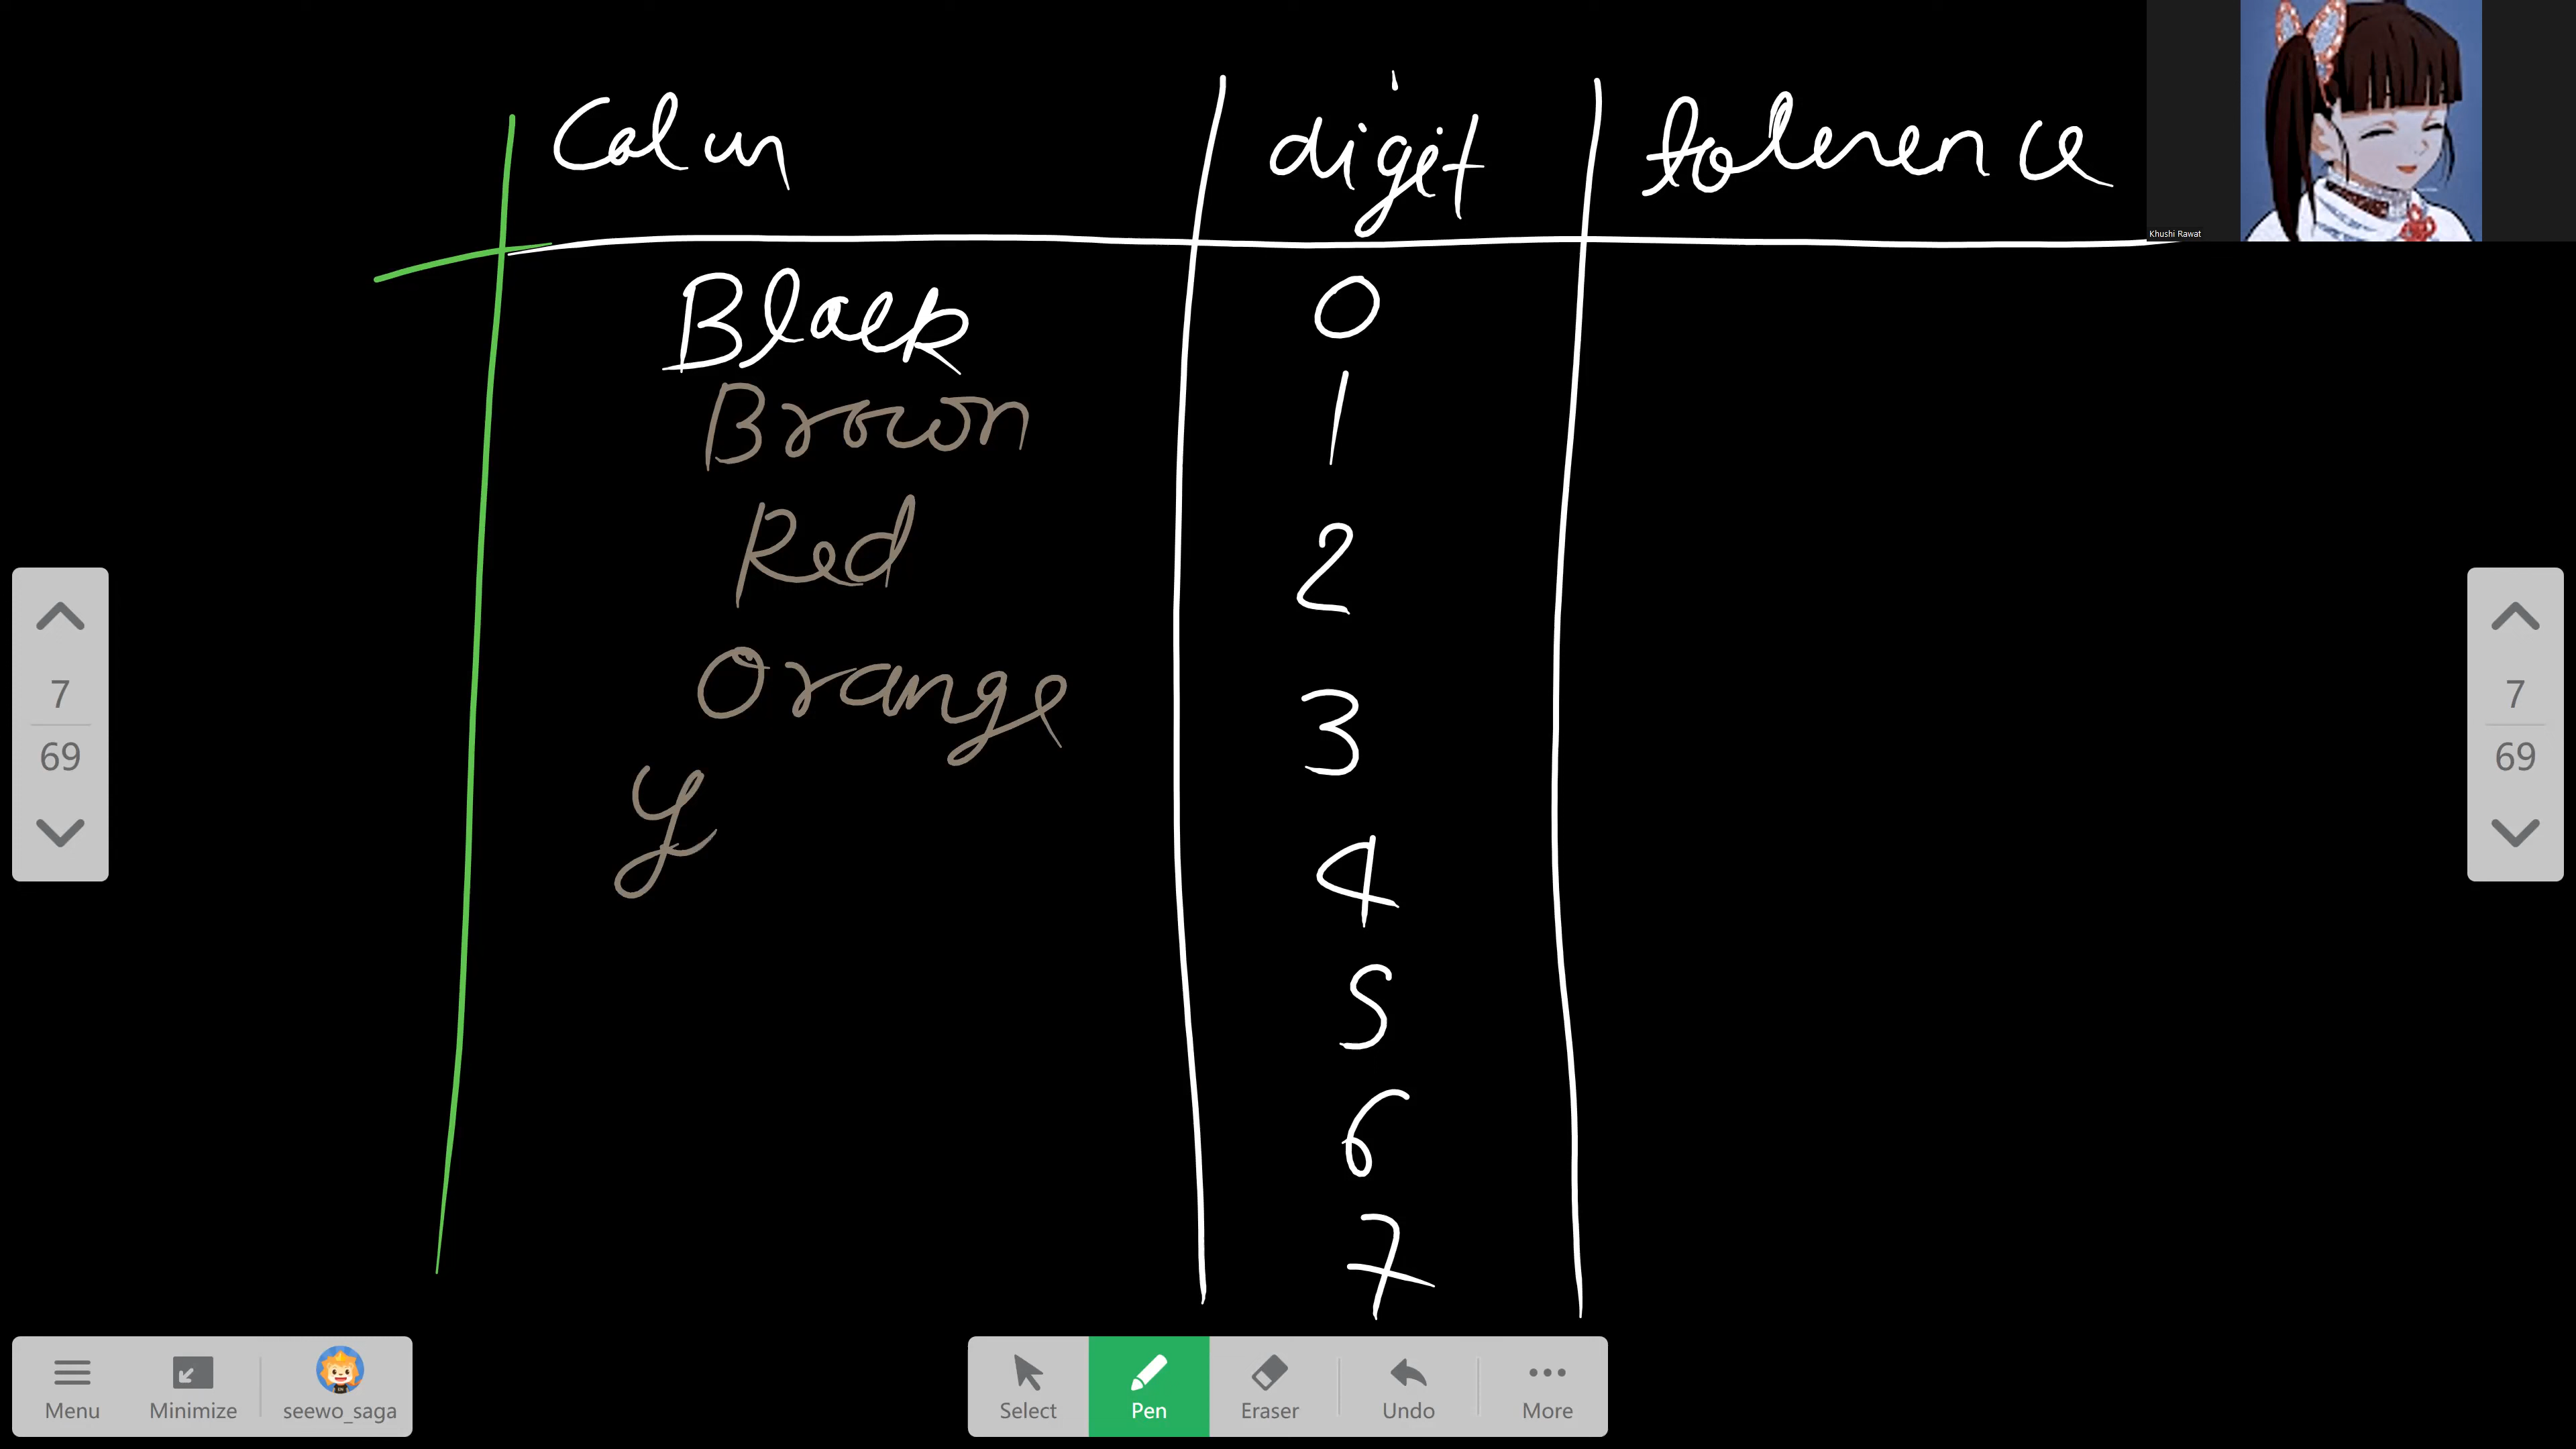 Colur digit tolerence
Khushi Rawat
Black 0
Brown 1
Red 2
Orange 3
Y 4
5
6
7
7
69
7
69
Menu Minimize seewo_saga
Select Pen Eraser Undo More